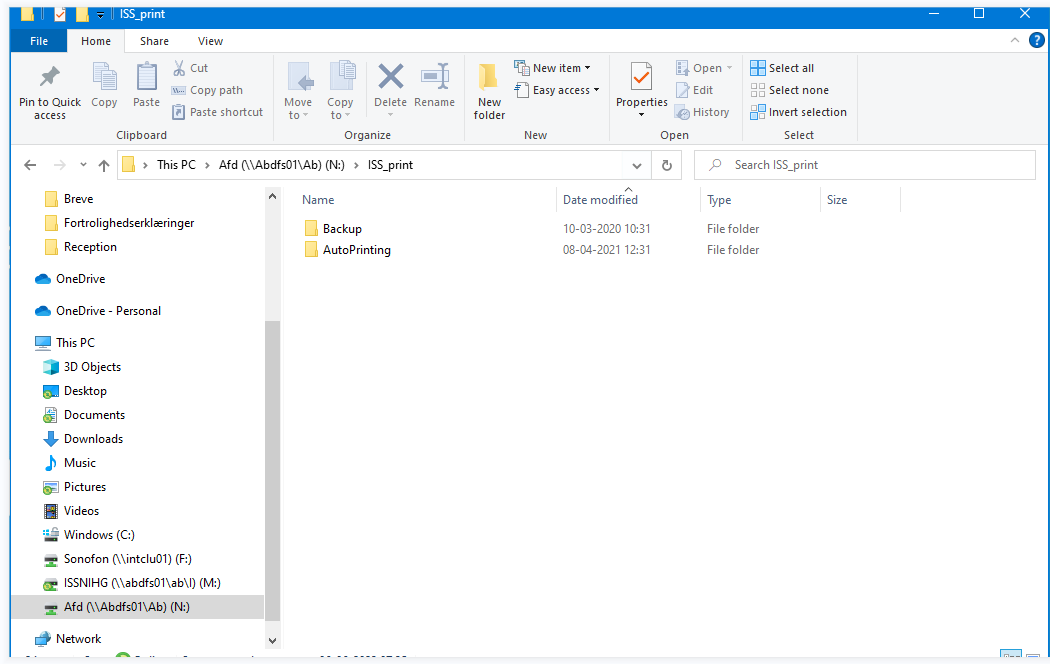 ISS_print
File Home Share View
Pin to Quick access
Copy
Paste
Cut
Copy path
Paste shortcut
Clipboard
Move to
Copy to
Delete
Rename
Organize
New folder
New item
Easy access
New
Properties
Open
Edit
History
Open
Select all
Select none
Invert selection
Select
This PC > Afd (\\Abdfs01\Ab) (N:) > ISS_print
Search ISS_print
Breve
Fortrolighedserklæringer
Reception
OneDrive
OneDrive - Personal
This PC
3D Objects
Desktop
Documents
Downloads
Music
Pictures
Videos
Windows (C:)
Sonofon (\\intclu01) (F:)
ISSNIHG (\\abdfs01\ab\I) (M:)
Afd (\\Abdfs01\Ab) (N:)
Network
Name Date modified Type Size
Backup 10-03-2020 10:31 File folder
AutoPrinting 08-04-2021 12:31 File folder